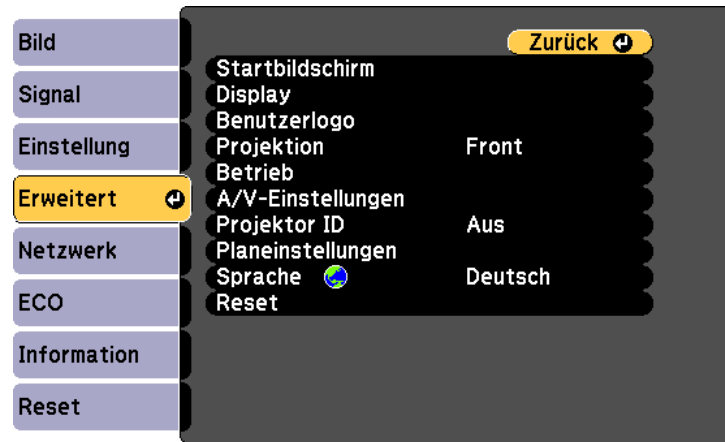 Bild
Signal
Einstellung
Erweitert
Netzwerk
ECO
Information
Reset
Zurück
Startbildschirm
Display
Benutzerlogo
Projektion Front
Betrieb
A/V-Einstellungen
Projektor ID Aus
Planeinstellungen
Sprache Deutsch
Reset